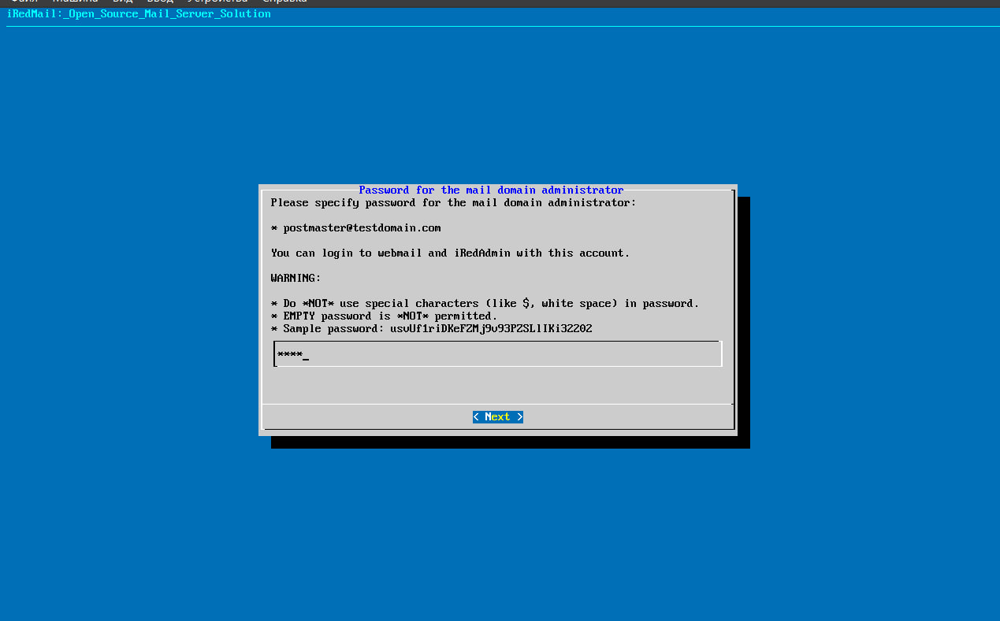 Файл Машина Вид Ввод Устройства Справка
iRedMail:_Open_Source_Mail_Server_Solution
Password for the mail domain administrator
Please specify password for the mail domain administrator:
* postmaster@testdomain.com
You can login to webmail and iRedAdmin with this account.
WARNING:
* Do *NOT* use special characters (like $, white space) in password.
* EMPTY password is *NOT* permitted.
* Sample password: usvUf1riDKeFZMj9v93PZSLlIKi32202
****_
< Next >